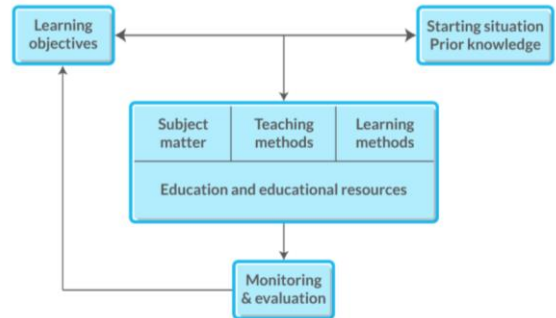 Learning
objectives
Starting situation
Prior knowledge
Subject
matter
Teaching
methods
Learning
methods
Education and educational resources
Monitoring
& evaluation